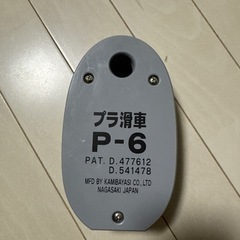 プラ滑車
P-6
PAT. D.477612
D.541478
MFD BY KAMBAYASI CO.,LTD
NAGASAKI JAPAN